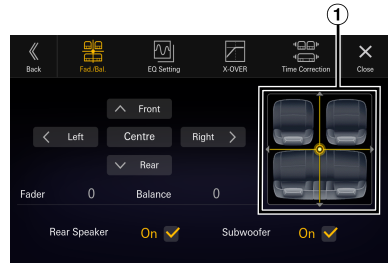 1
Back Fad./Bal. EQ Setting X-OVER Time Correction Close
Front
Left Centre Right
Rear
Fader 0 Balance 0
Rear Speaker On Subwoofer On